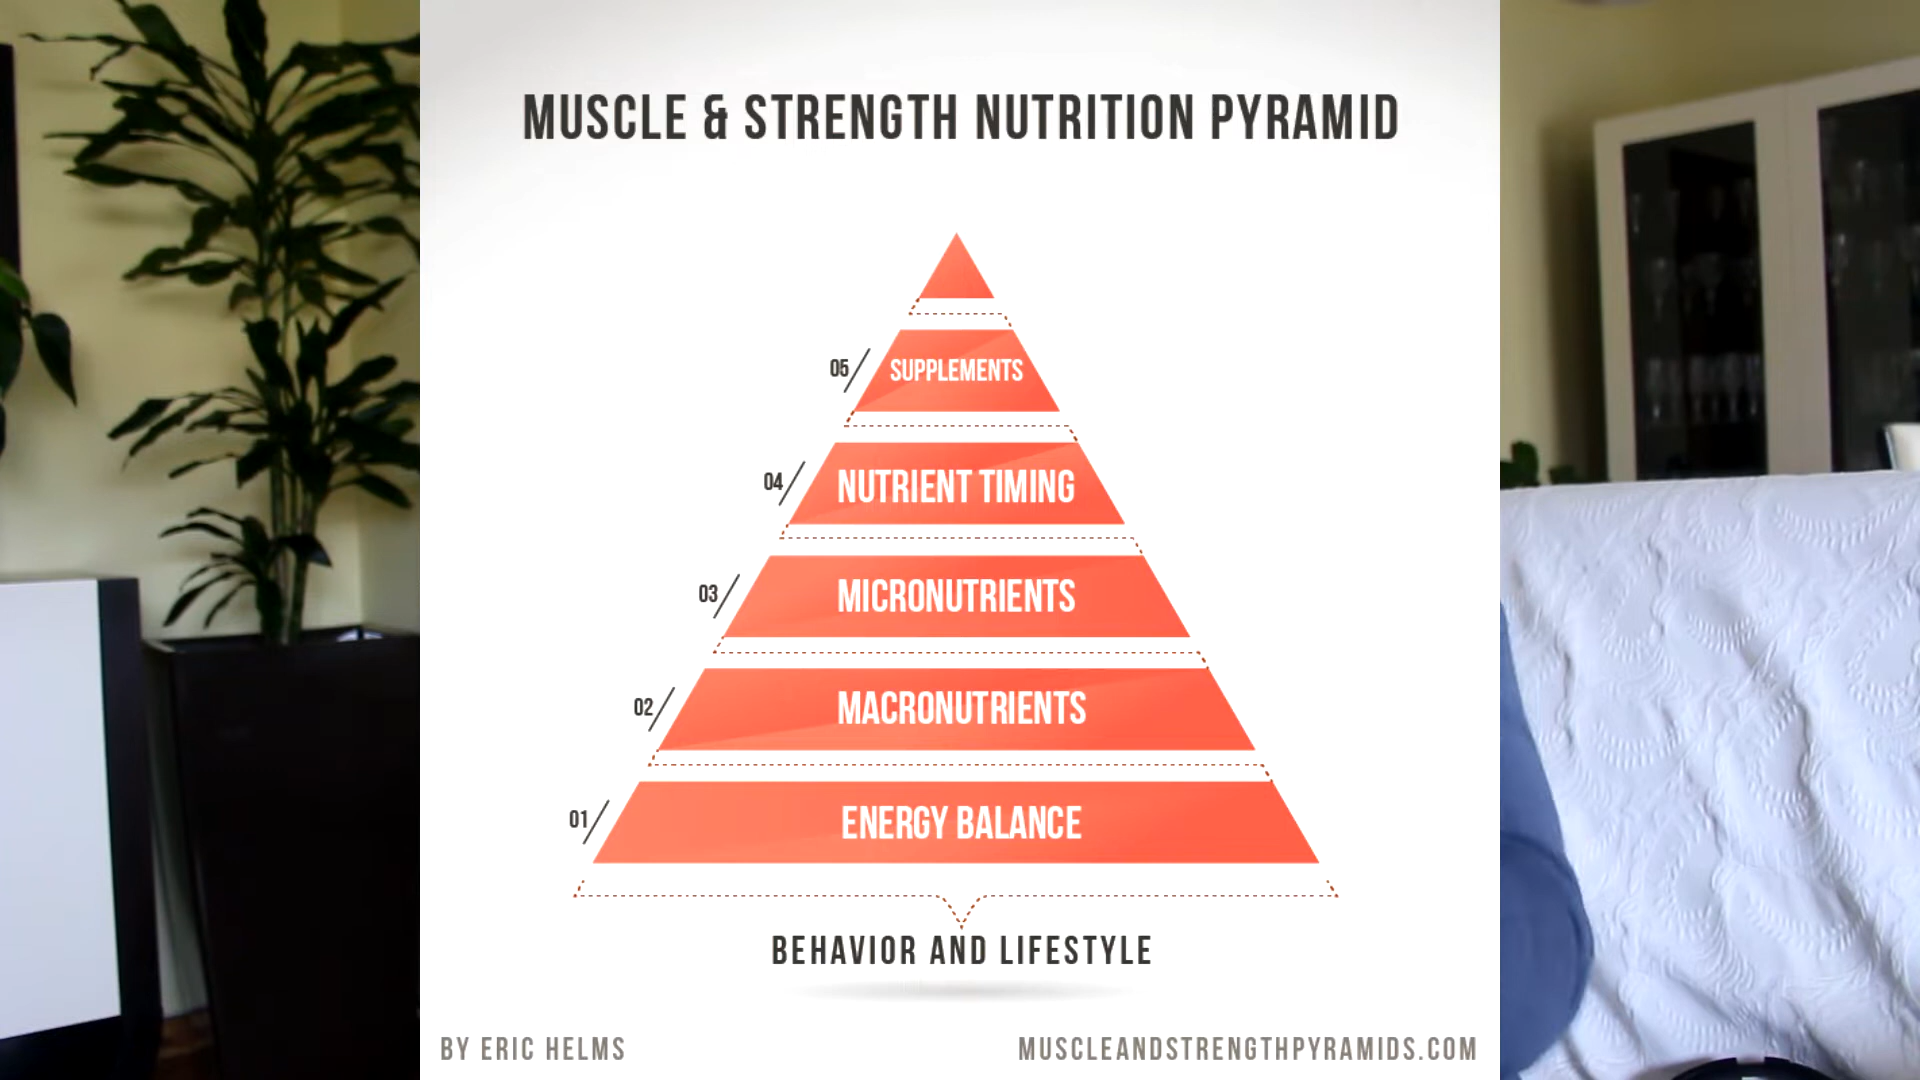 MUSCLE & STRENGTH NUTRITION PYRAMID
05 SUPPLEMENTS
04 NUTRIENT TIMING
03 MICRONUTRIENTS
02 MACRONUTRIENTS
01 ENERGY BALANCE
BEHAVIOR AND LIFESTYLE
BY ERIC HELMS
MUSCLEANDSTRENGTHPYRAMIDS.COM